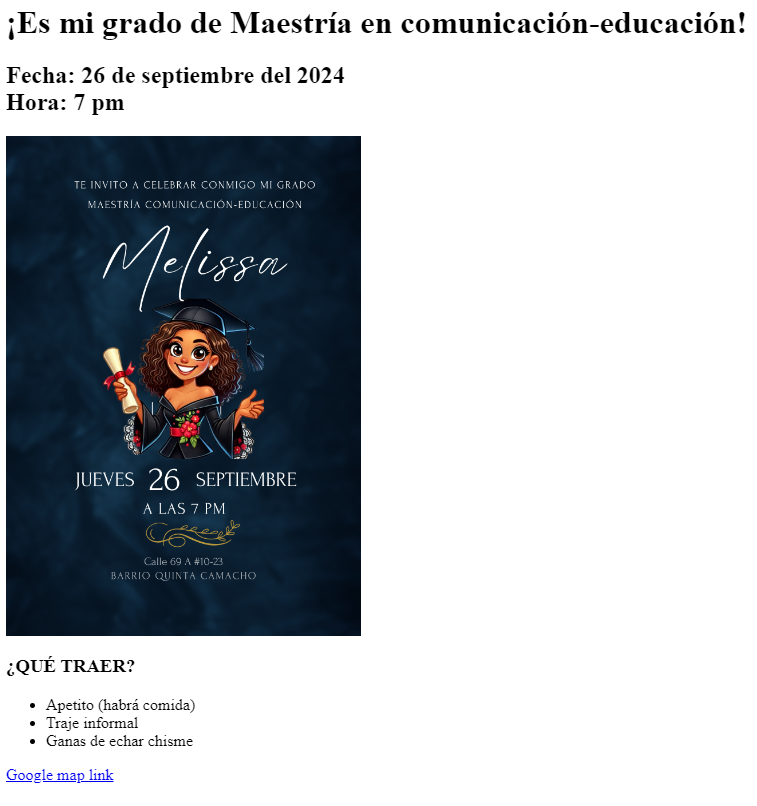 ¡Es mi grado de Maestría en comunicación-educación!
Fecha: 26 de septiembre del 2024
Hora: 7 pm
TE INVITO A CELEBRAR CONMIGO MI GRADO
MAESTRÍA COMUNICACIÓN-EDUCACIÓN
Melissa
JUEVES 26 SEPTIEMBRE
A LAS 7 PM
Calle 69 A #10-23
BARRIO QUINTA CAMACHO
¿QUÉ TRAER?
Apetito (habrá comida)
Traje informal
Ganas de echar chisme
Google map link